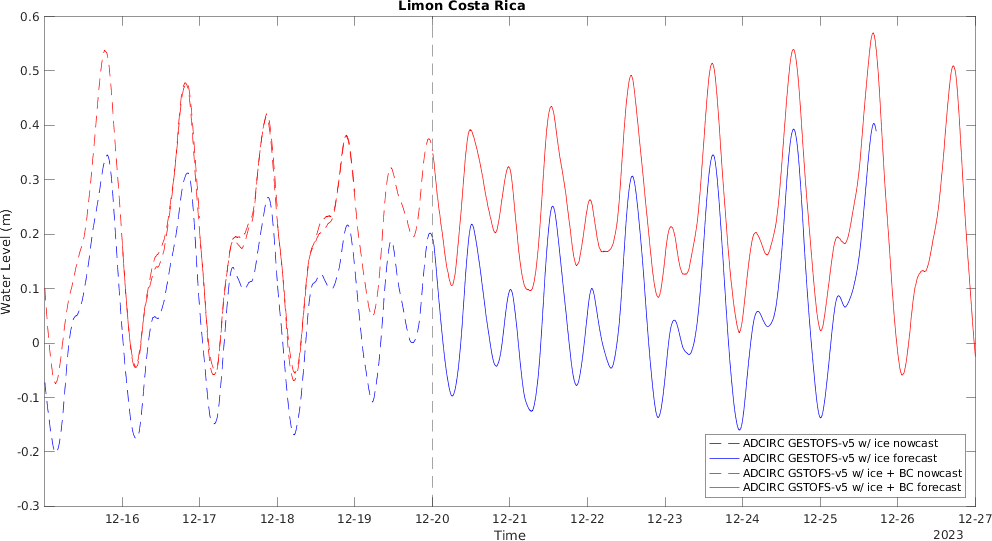 Limon Costa Rica
0.6
0.5
0.4
0.3
0.2
0.1
0
-0.1
-0.2
-0.3
Water Level (m)
ADCIRC GESTOFS-v5 w/ ice nowcast
ADCIRC GESTOFS-v5 w/ ice forecast
ADCIRC GSTOFS-v5 w/ ice + BC nowcast
ADCIRC GSTOFS-v5 w/ ice + BC forecast
12-16 12-17 12-18 12-19 12-20 12-21 12-22 12-23 12-24 12-25 12-26 12-27
Time
2023